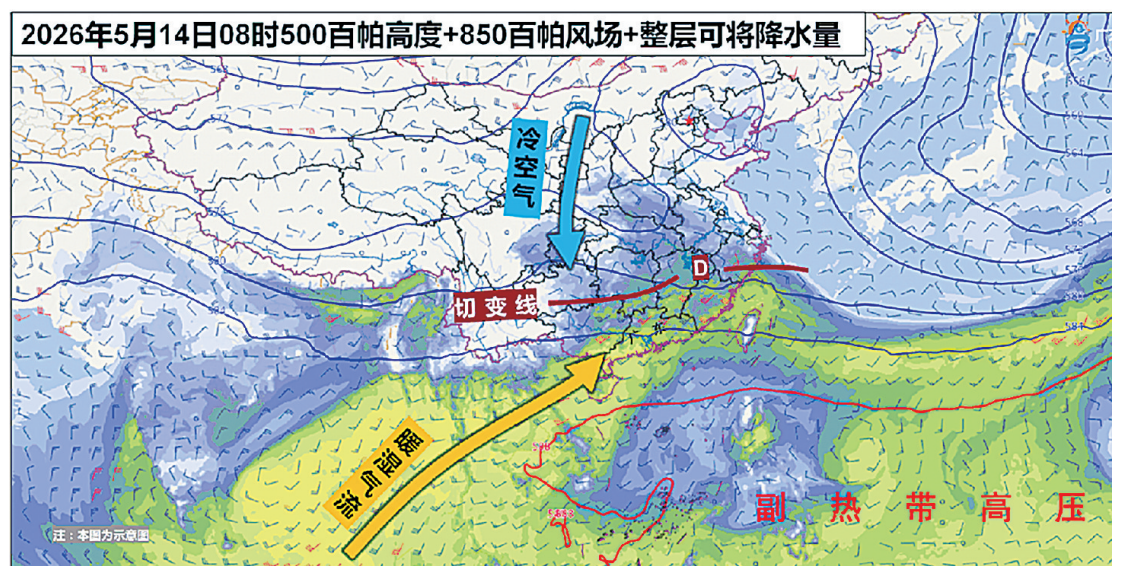 2026年5月14日08时500百帕高度+850百帕风场+整层可将降水量
冷空气
D
切变线
584
暖湿气流
副热带高压
注：本图为示意图